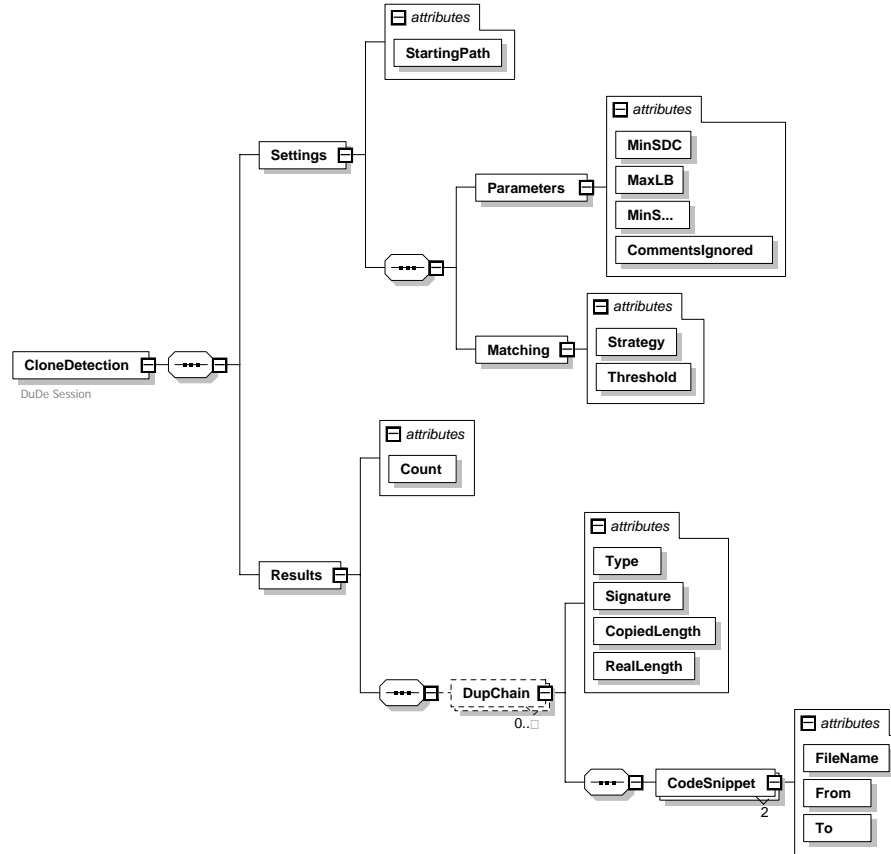 attributes
StartingPath
Settings
attributes
MinSDC
MaxLB
MinS...
CommentsIgnored
Parameters
attributes
Strategy
Threshold
Matching
CloneDetection
DuDe Session
attributes
Count
Results
attributes
Type
Signature
CopiedLength
RealLength
DupChain
0..□
attributes
FileName
From
To
CodeSnippet
2